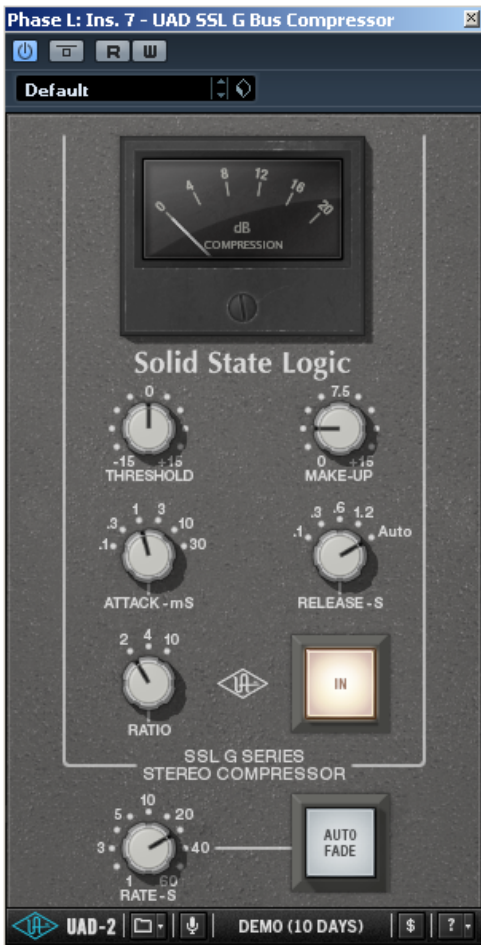 Phase L: Ins. 7 - UAD SSL G Bus Compressor
R W
Default
0 4 8 12 16 20
dB
COMPRESSION
Solid State Logic
0 7.5
-15 +15 0 +15
THRESHOLD MAKE-UP
.1 .3 1 3 10 30 .1 .3 .6 1.2 Auto
ATTACK - mS RELEASE - S
2 4 10
IN
RATIO
SSL G SERIES
STEREO COMPRESSOR
1 3 5 10 20 40 60
AUTO
FADE
RATE - S
UAD-2 DEMO (10 DAYS) $ ?